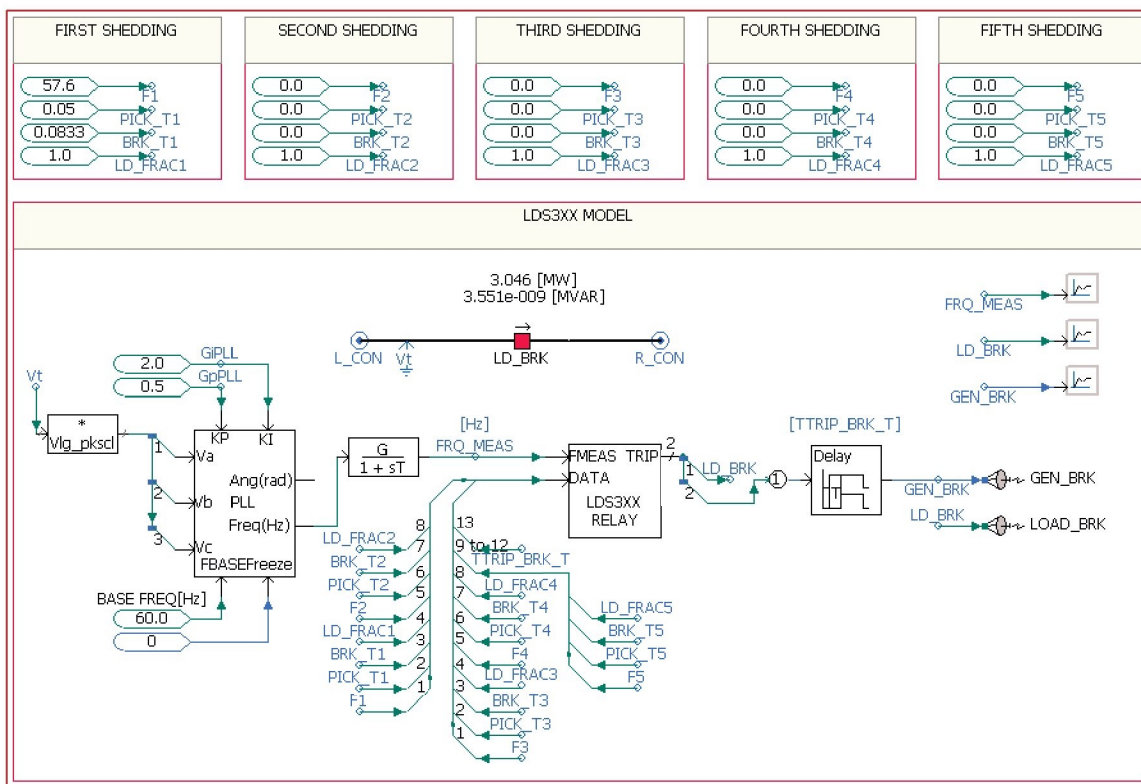 FIRST SHEDDING
57.6
F1
0.05
PICK_T1
0.0833
BRK_T1
1.0
LD_FRAC1
SECOND SHEDDING
0.0
F2
0.0
PICK_T2
0.0
BRK_T2
1.0
LD_FRAC2
THIRD SHEDDING
0.0
F3
0.0
PICK_T3
0.0
BRK_T3
1.0
LD_FRAC3
FOURTH SHEDDING
0.0
F4
0.0
PICK_T4
0.0
BRK_T4
1.0
LD_FRAC4
FIFTH SHEDDING
0.0
F5
0.0
PICK_T5
0.0
BRK_T5
1.0
LD_FRAC5
LDS3XX MODEL
3.046 [MW]
3.551e-009 [MVAR]
L_CON
Vt
LD_BRK
R_CON
FRQ_MEAS
LD_BRK
GEN_BRK
2.0
GiPLL
0.5
GpPLL
Vt
*
Vlg_pkscl
1
2
3
KP
KI
Va
Vb
Vc
Ang(rad)
PLL
Freq(Hz)
FBASEFreeze
BASE FREQ[Hz]
60.0
0
G
1 + sT
[Hz]
FRQ_MEAS
FMEAS TRIP
DATA
LDS3XX
RELAY
2
1
2
LD_BRK
1
[TTRIP_BRK_T]
Delay
T
GEN_BRK
GEN_BRK
LD_BRK
LOAD_BRK
8
LD_FRAC2
7
BRK_T2
6
PICK_T2
5
F2
4
LD_FRAC1
3
BRK_T1
2
PICK_T1
1
F1
13
TTRIP_BRK_T
9 to 12
8
LD_FRAC4
7
BRK_T4
6
PICK_T4
5
F4
4
LD_FRAC3
3
BRK_T3
2
PICK_T3
1
F3
LD_FRAC5
BRK_T5
PICK_T5
F5